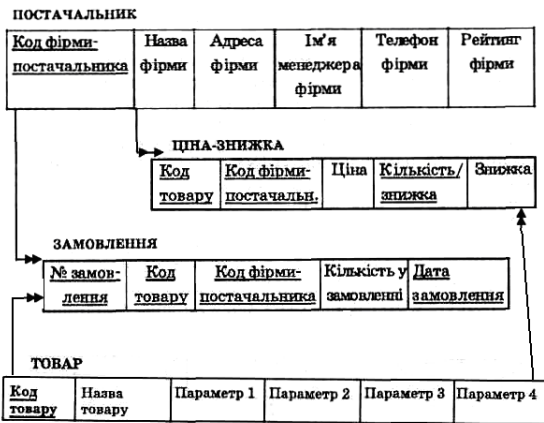 ПОСТАЧАЛЬНИК
Код фірми- Назва Адреса Ім'я Телефон Рейтинг
постачальника фірми фірми менеджера фірми фірми
фірми
ЦІНА-ЗНИЖКА
Код Код фірми- Ціна Кількість/ Знижка
товару постачальн. знижка
ЗАМОВЛЕННЯ
№ замов- Код Код фірми- Кількість у Дата
лення товару постачальника замовленні замовлення
ТОВАР
Код Назва Параметр 1 Параметр 2 Параметр 3 Параметр 4
товару товару